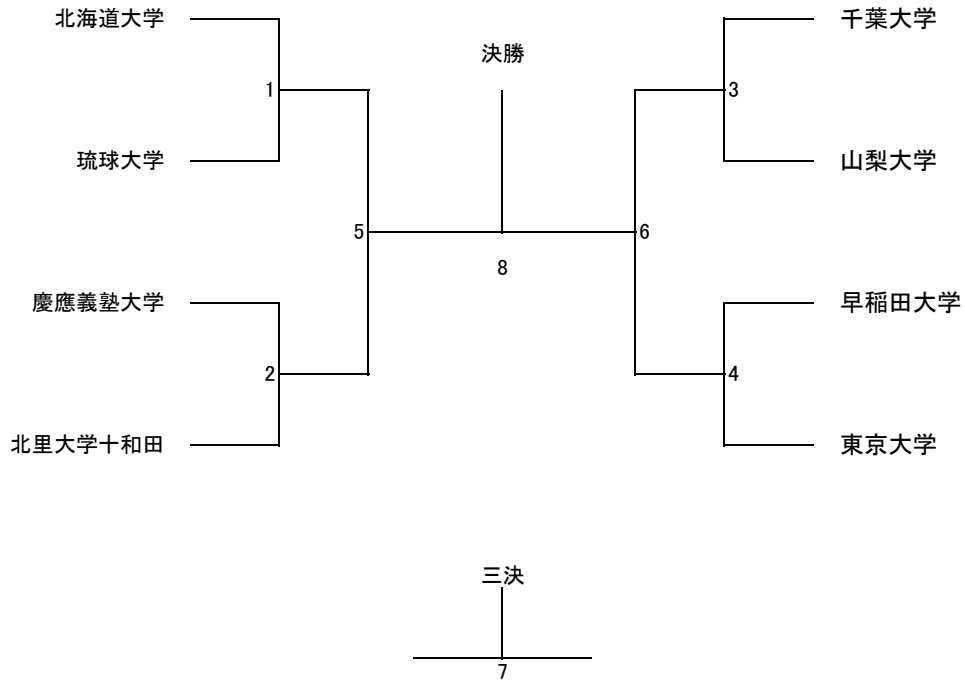 北海道大学
千葉大学
決勝
1
3
琉球大学
山梨大学
5
6
8
慶應義塾大学
早稲田大学
2
4
北里大学十和田
東京大学
三決
7